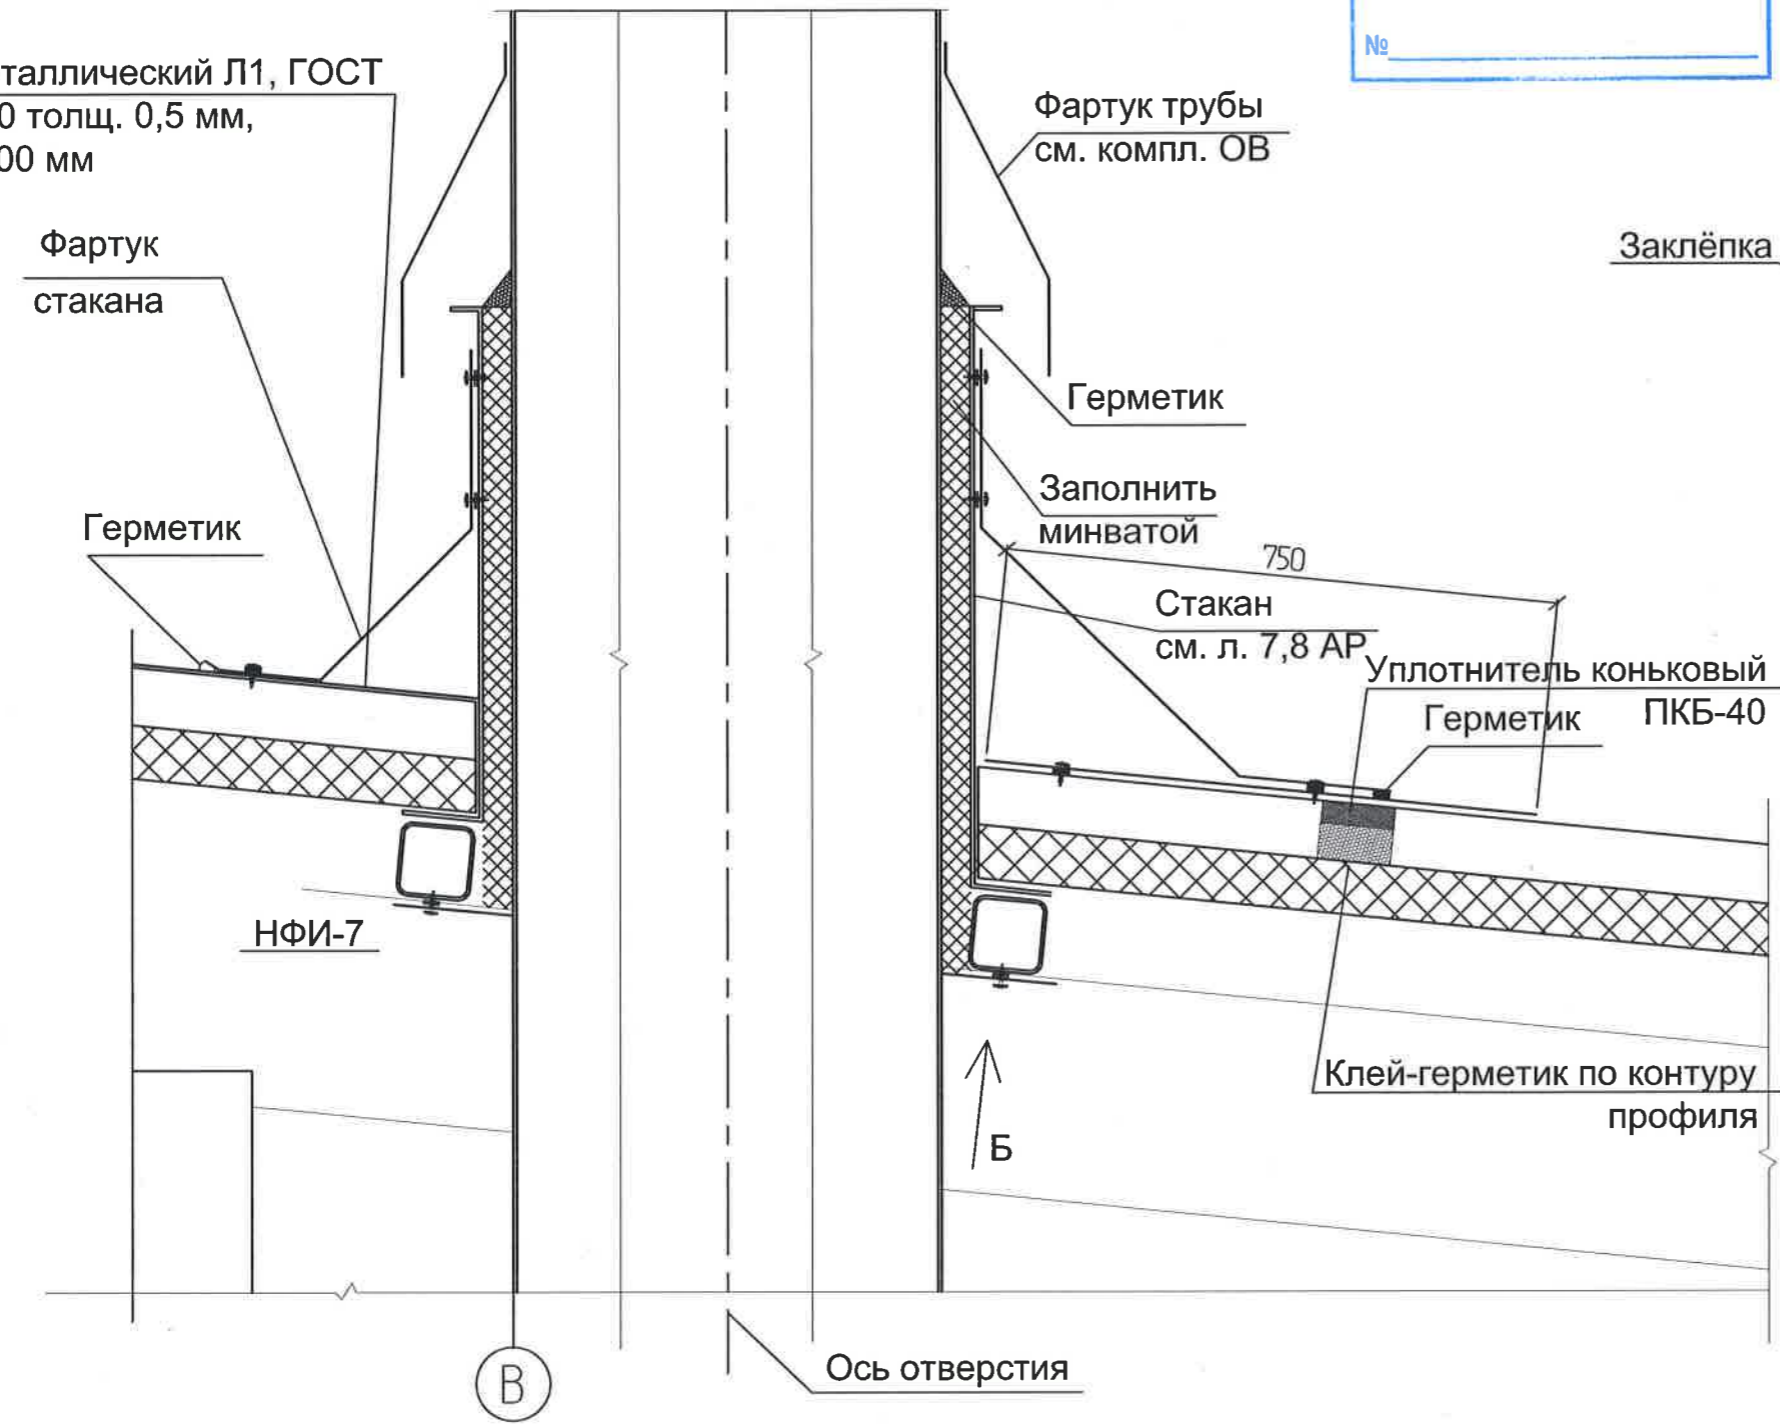 №
таллический Л1, ГОСТ
0 толщ. 0,5 мм,
00 мм
Фартук трубы
см. компл. ОВ
Фартук
стакана
Заклёпка
Герметик
Заполнить
минватой
Герметик
750
Стакан
см. л. 7,8 АР
Уплотнитель коньковый
ПКБ-40
Герметик
НФИ-7
Клей-герметик по контуру
профиля
Б
Ось отверстия
В